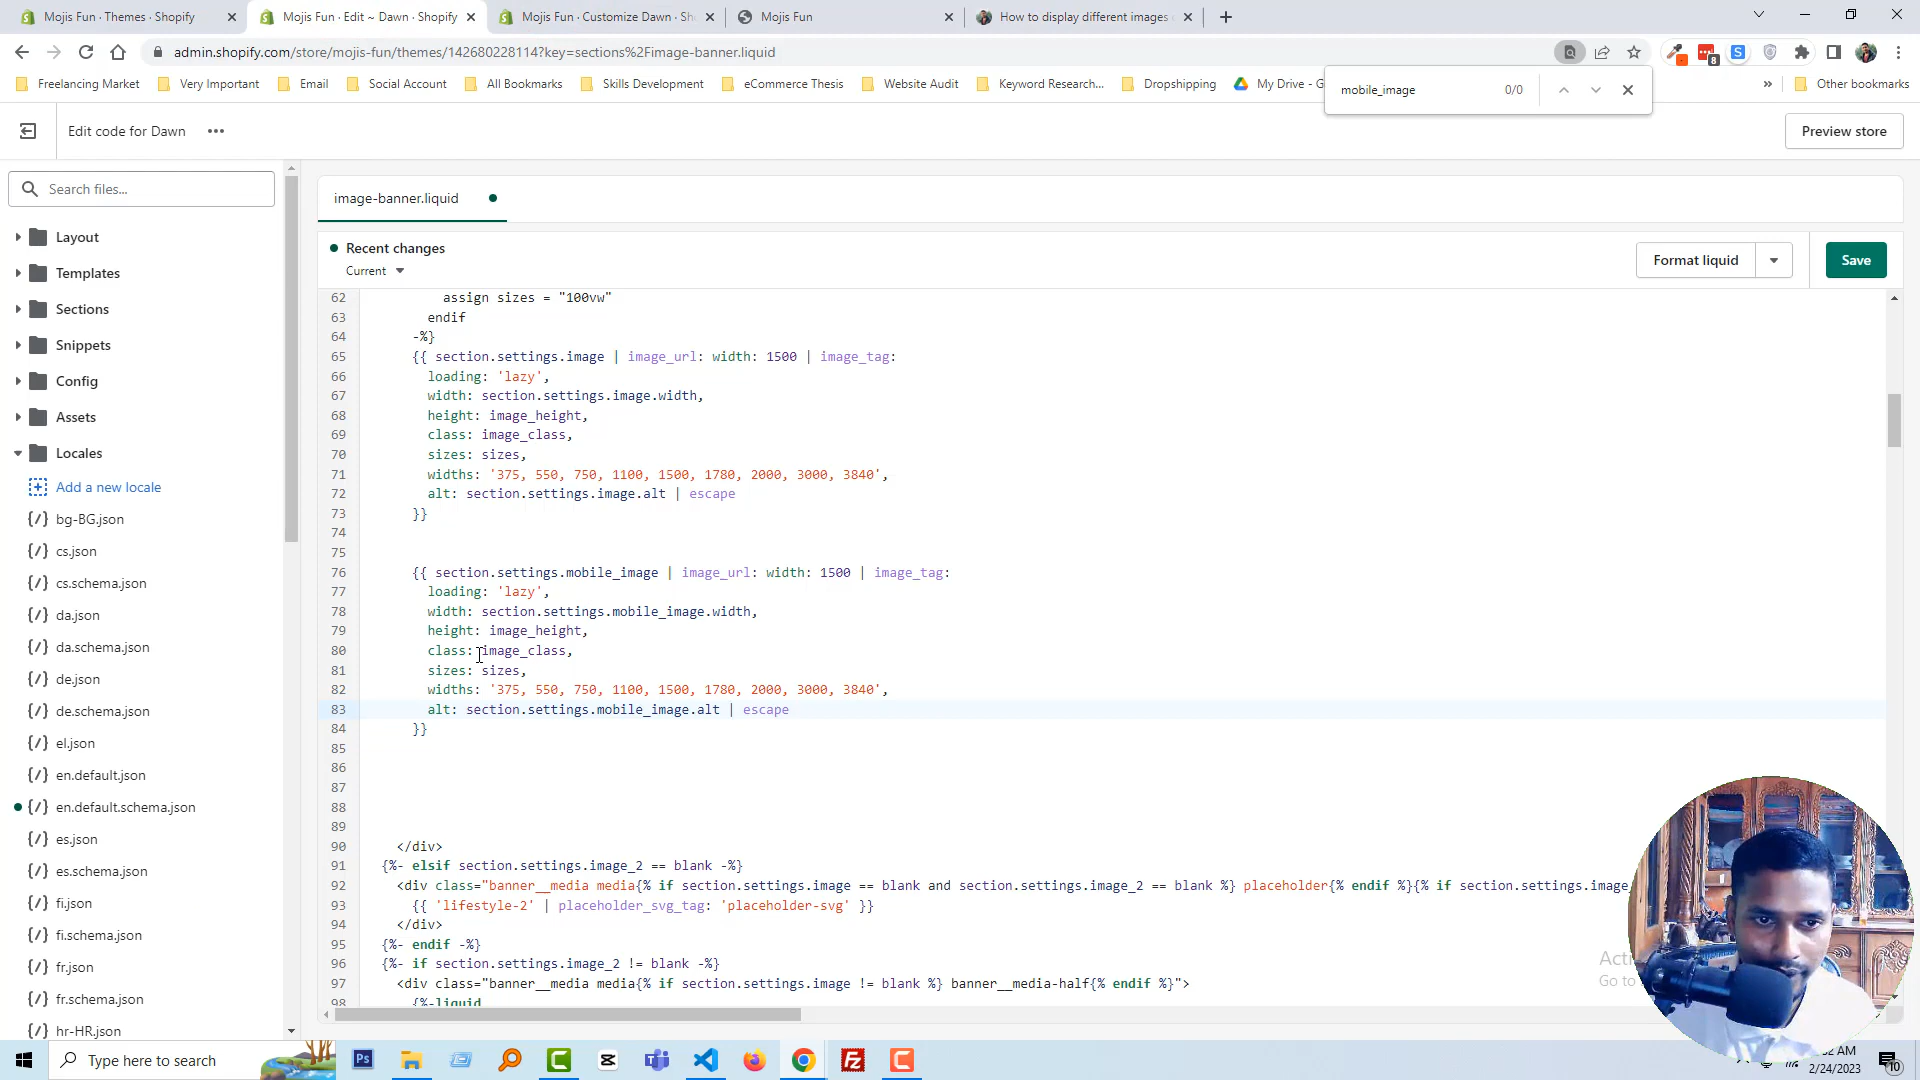 Mojis Fun · Themes · Shopify
Mojis Fun · Edit ~ Dawn · Shopify
Mojis Fun · Customize Dawn · Sh
Mojis Fun
How to display different images
admin.shopify.com/store/mojis-fun/themes/142680228114?key=sections%2Fimage-banner.liquid
8
S
Freelancing Market
Very Important
Email
Social Account
All Bookmarks
Skills Development
eCommerce Thesis
Website Audit
Keyword Research...
Dropshipping
My Drive - G
»
Other bookmarks
mobile_image
0/0
Edit code for Dawn
Preview store
Search files...
Layout
Templates
Sections
Snippets
Config
Assets
Locales
Add a new locale
{/} bg-BG.json
{/} cs.json
{/} cs.schema.json
{/} da.json
{/} da.schema.json
{/} de.json
{/} de.schema.json
{/} el.json
{/} en.default.json
{/} en.default.schema.json
{/} es.json
{/} es.schema.json
{/} fi.json
{/} fi.schema.json
{/} fr.json
{/} fr.schema.json
{/} hr-HR.json
image-banner.liquid
Recent changes
Current
Format liquid
Save
62 assign sizes = "100vw"
63 endif
64 -%}
65 {{ section.settings.image | image_url: width: 1500 | image_tag:
66 loading: 'lazy',
67 width: section.settings.image.width,
68 height: image_height,
69 class: image_class,
70 sizes: sizes,
71 widths: '375, 550, 750, 1100, 1500, 1780, 2000, 3000, 3840',
72 alt: section.settings.image.alt | escape
73 }}
74
75
76 {{ section.settings.mobile_image | image_url: width: 1500 | image_tag:
77 loading: 'lazy',
78 width: section.settings.mobile_image.width,
79 height: image_height,
80 class: image_class,
81 sizes: sizes,
82 widths: '375, 550, 750, 1100, 1500, 1780, 2000, 3000, 3840',
83 alt: section.settings.mobile_image.alt | escape
84 }}
85
86
87
88
89
90 </div>
91 {%- elsif section.settings.image_2 == blank -%}
92 <div class="banner__media media{% if section.settings.image == blank and section.settings.image_2 == blank %} placeholder{% endif %}{% if section.settings.image_
93 {{ 'lifestyle-2' | placeholder_svg_tag: 'placeholder-svg' }}
94 </div>
95 {%- endif -%}
96 {%- if section.settings.image_2 != blank -%}
97 <div class="banner__media media{% if section.settings.image != blank %} banner__media-half{% endif %}">
98 {%-liquid
Go to
Type here to search
Ps
2/24/2023
10